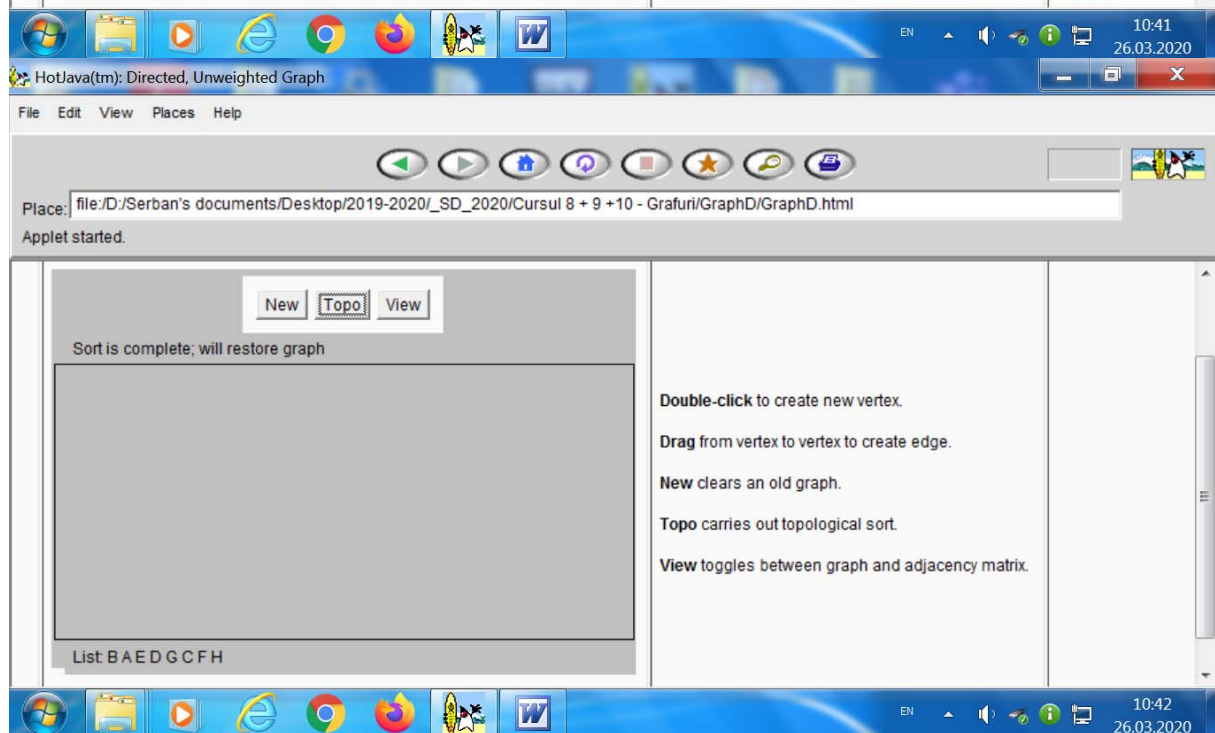 EN 10:41
26.03.2020
HotJava(tm): Directed, Unweighted Graph
File Edit View Places Help
Place: file:/D:/Serban's documents/Desktop/2019-2020/_SD_2020/Cursul 8 + 9 +10 - Grafuri/GraphD/GraphD.html
Applet started.
New Topo View
Sort is complete; will restore graph
Double-click to create new vertex.
Drag from vertex to vertex to create edge.
New clears an old graph.
Topo carries out topological sort.
View toggles between graph and adjacency matrix.
List: B A E D G C F H
EN 10:42
26.03.2020